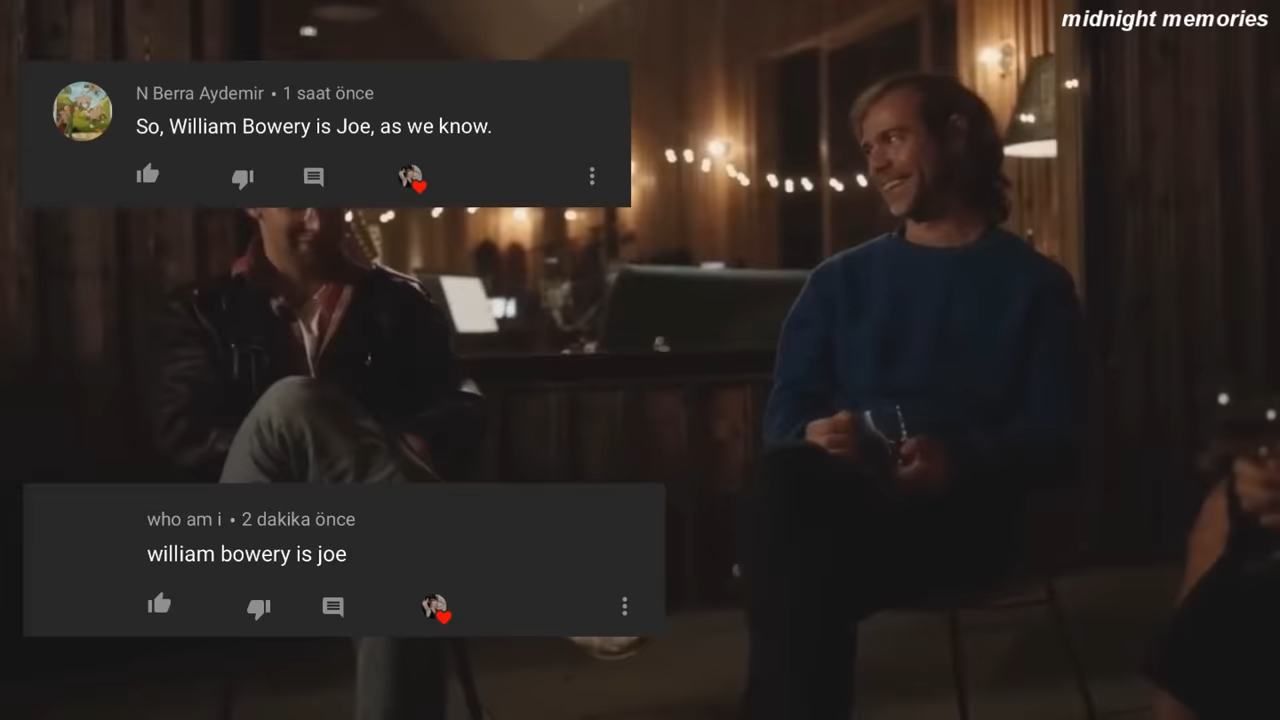 midnight memories
N Berra Aydemir • 1 saat önce
So, William Bowery is Joe, as we know.
who am i • 2 dakika önce
william bowery is joe